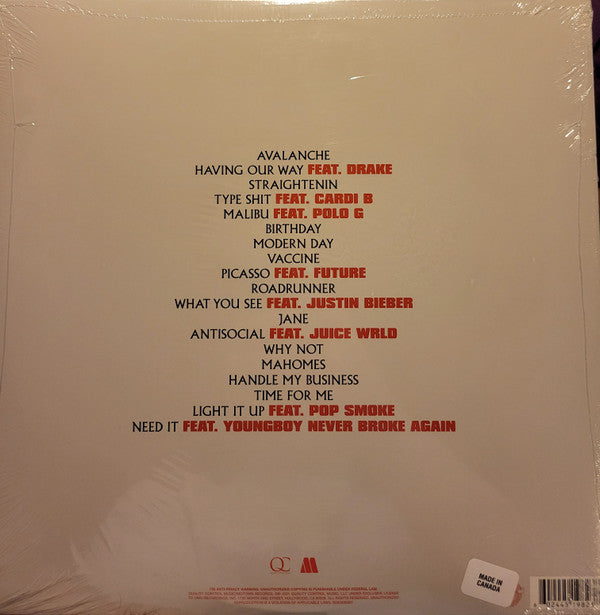 AVALANCHE
HAVING OUR WAY FEAT. DRAKE
STRAIGHTENIN
TYPE SHIT FEAT. CARDI B
MALIBU FEAT. POLO G
BIRTHDAY
MODERN DAY
VACCINE
PICASSO FEAT. FUTURE
ROADRUNNER
WHAT YOU SEE FEAT. JUSTIN BIEBER
JANE
ANTISOCIAL FEAT. JUICE WRLD
WHY NOT
MAHOMES
HANDLE MY BUSINESS
TIME FOR ME
LIGHT IT UP FEAT. POP SMOKE
NEED IT FEAT. YOUNGBOY NEVER BROKE AGAIN
QC M
MADE IN
CANADA